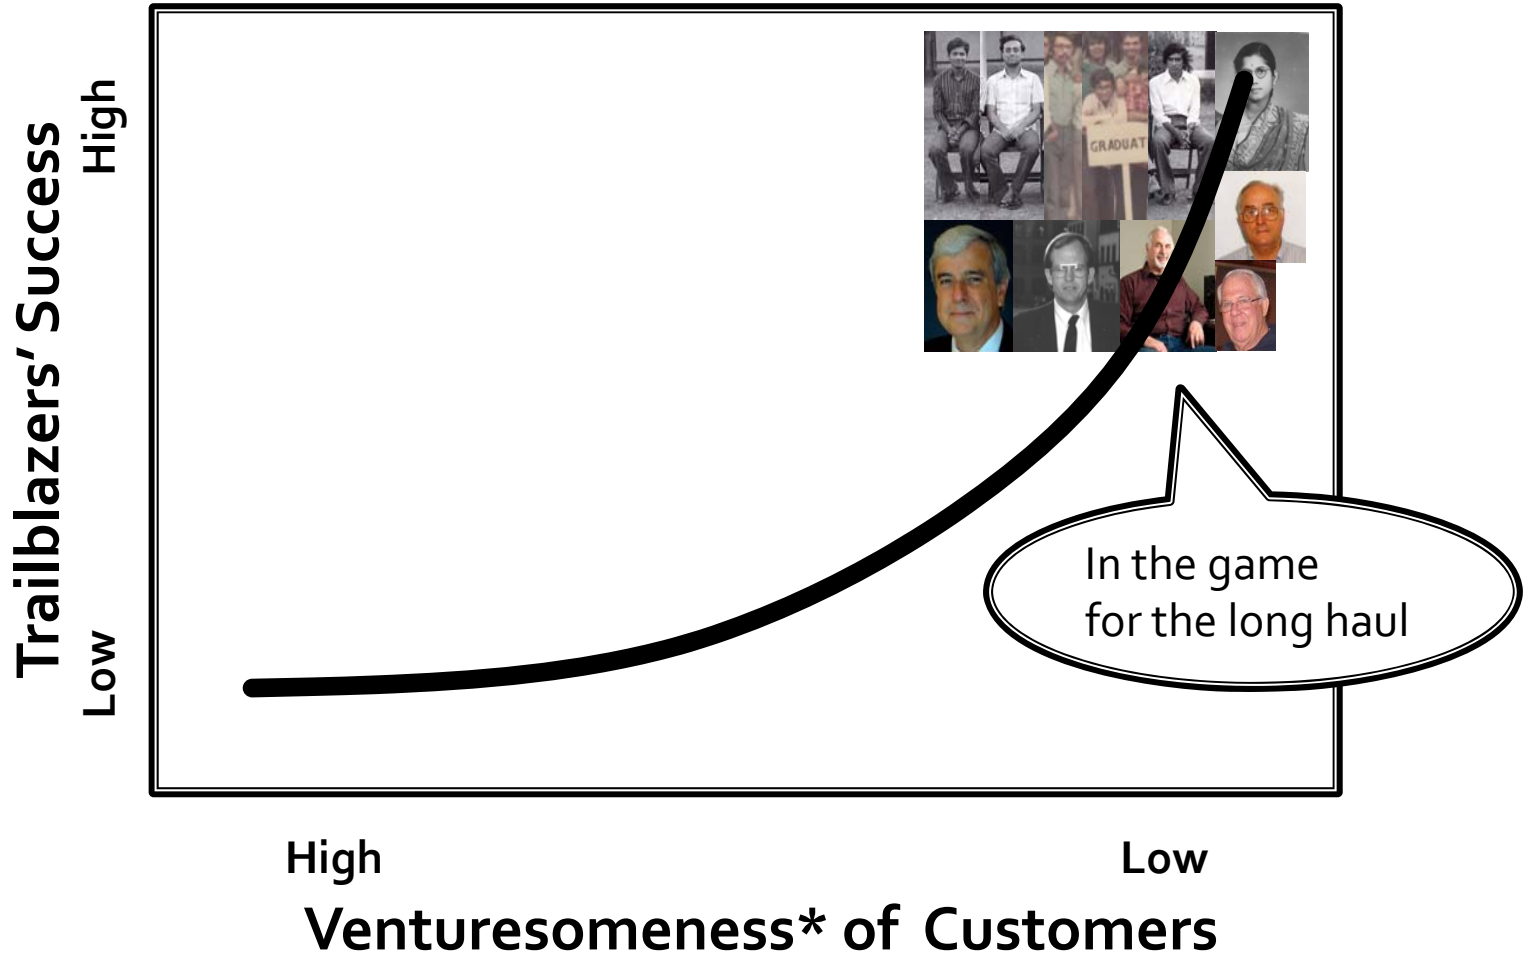 Trailblazers’ Success
High
Low
GRADUAT
In the game
for the long haul
High
Low
Venturesomeness* of Customers